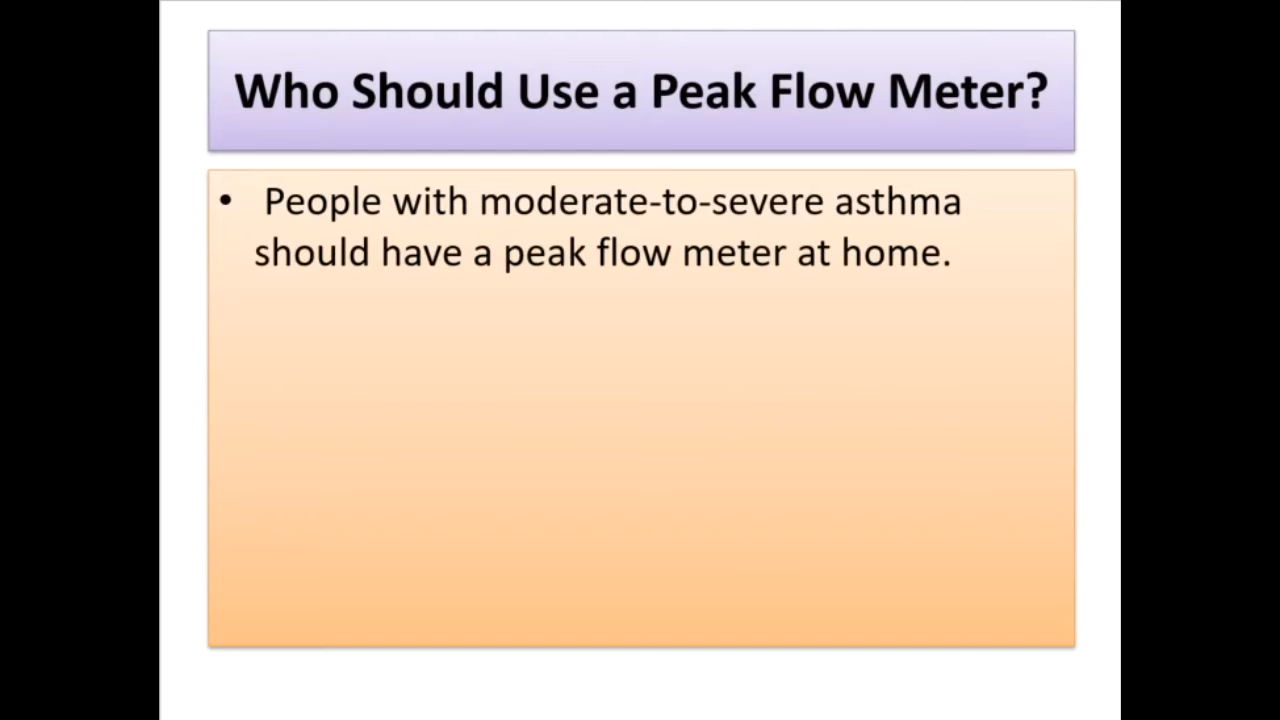 Who Should Use a Peak Flow Meter?
• People with moderate-to-severe asthma
should have a peak flow meter at home.